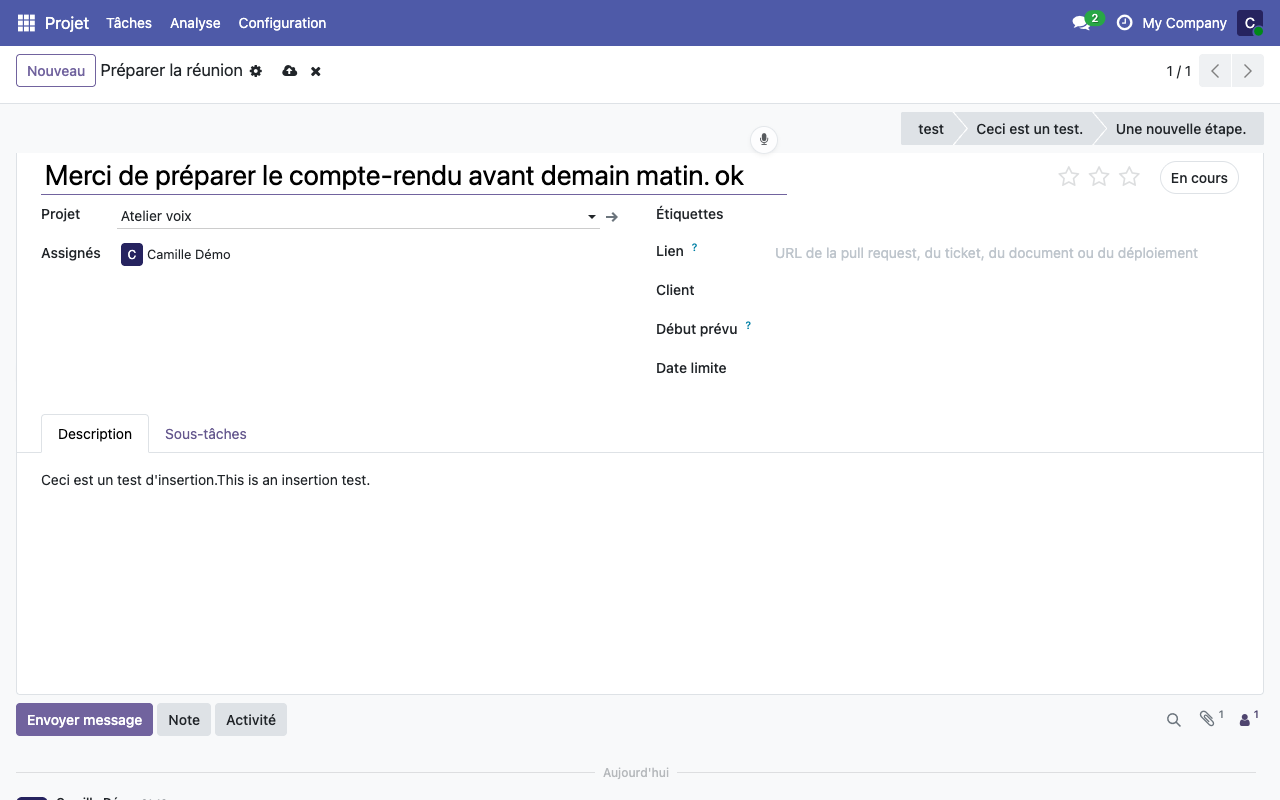 Projet Tâches Analyse Configuration 2 My Company C
Nouveau Préparer la réunion 1 / 1
test Ceci est un test. Une nouvelle étape.
Merci de préparer le compte-rendu avant demain matin. ok En cours
Projet Atelier voix Étiquettes
Assignés C Camille Démo Lien ? URL de la pull request, du ticket, du document ou du déploiement
Client
Début prévu ?
Date limite
Description Sous-tâches
Ceci est un test d'insertion.This is an insertion test.
Envoyer message Note Activité 1 1
Aujourd'hui